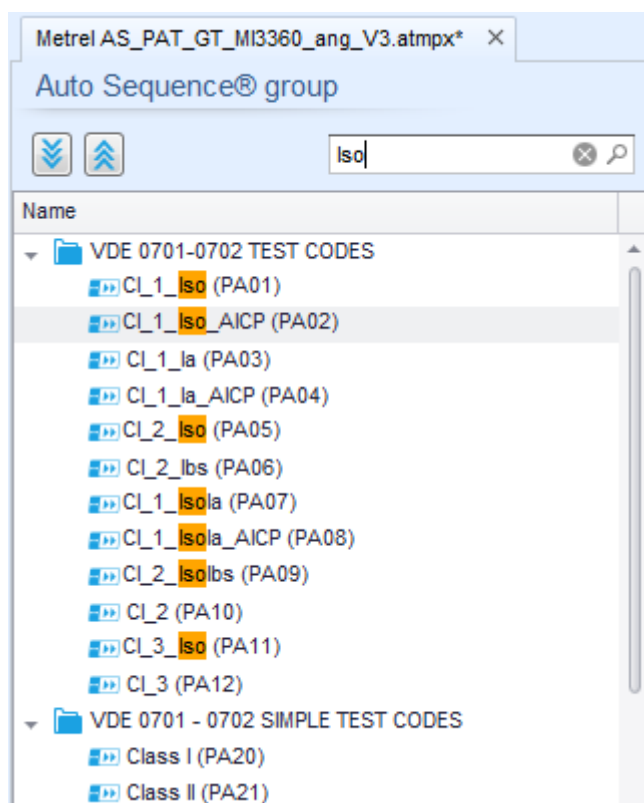 Metrel AS_PAT_GT_MI3360_ang_V3.atmpx*
Auto Sequence® group
Iso
Name
VDE 0701-0702 TEST CODES
Cl_1_Iso (PA01)
Cl_1_Iso_AICP (PA02)
Cl_1_Ia (PA03)
Cl_1_Ia_AICP (PA04)
Cl_2_Iso (PA05)
Cl_2_Ibs (PA06)
Cl_1_IsoIa (PA07)
Cl_1_IsoIa_AICP (PA08)
Cl_2_IsoIbs (PA09)
Cl_2 (PA10)
Cl_3_Iso (PA11)
Cl_3 (PA12)
VDE 0701 - 0702 SIMPLE TEST CODES
Class I (PA20)
Class II (PA21)